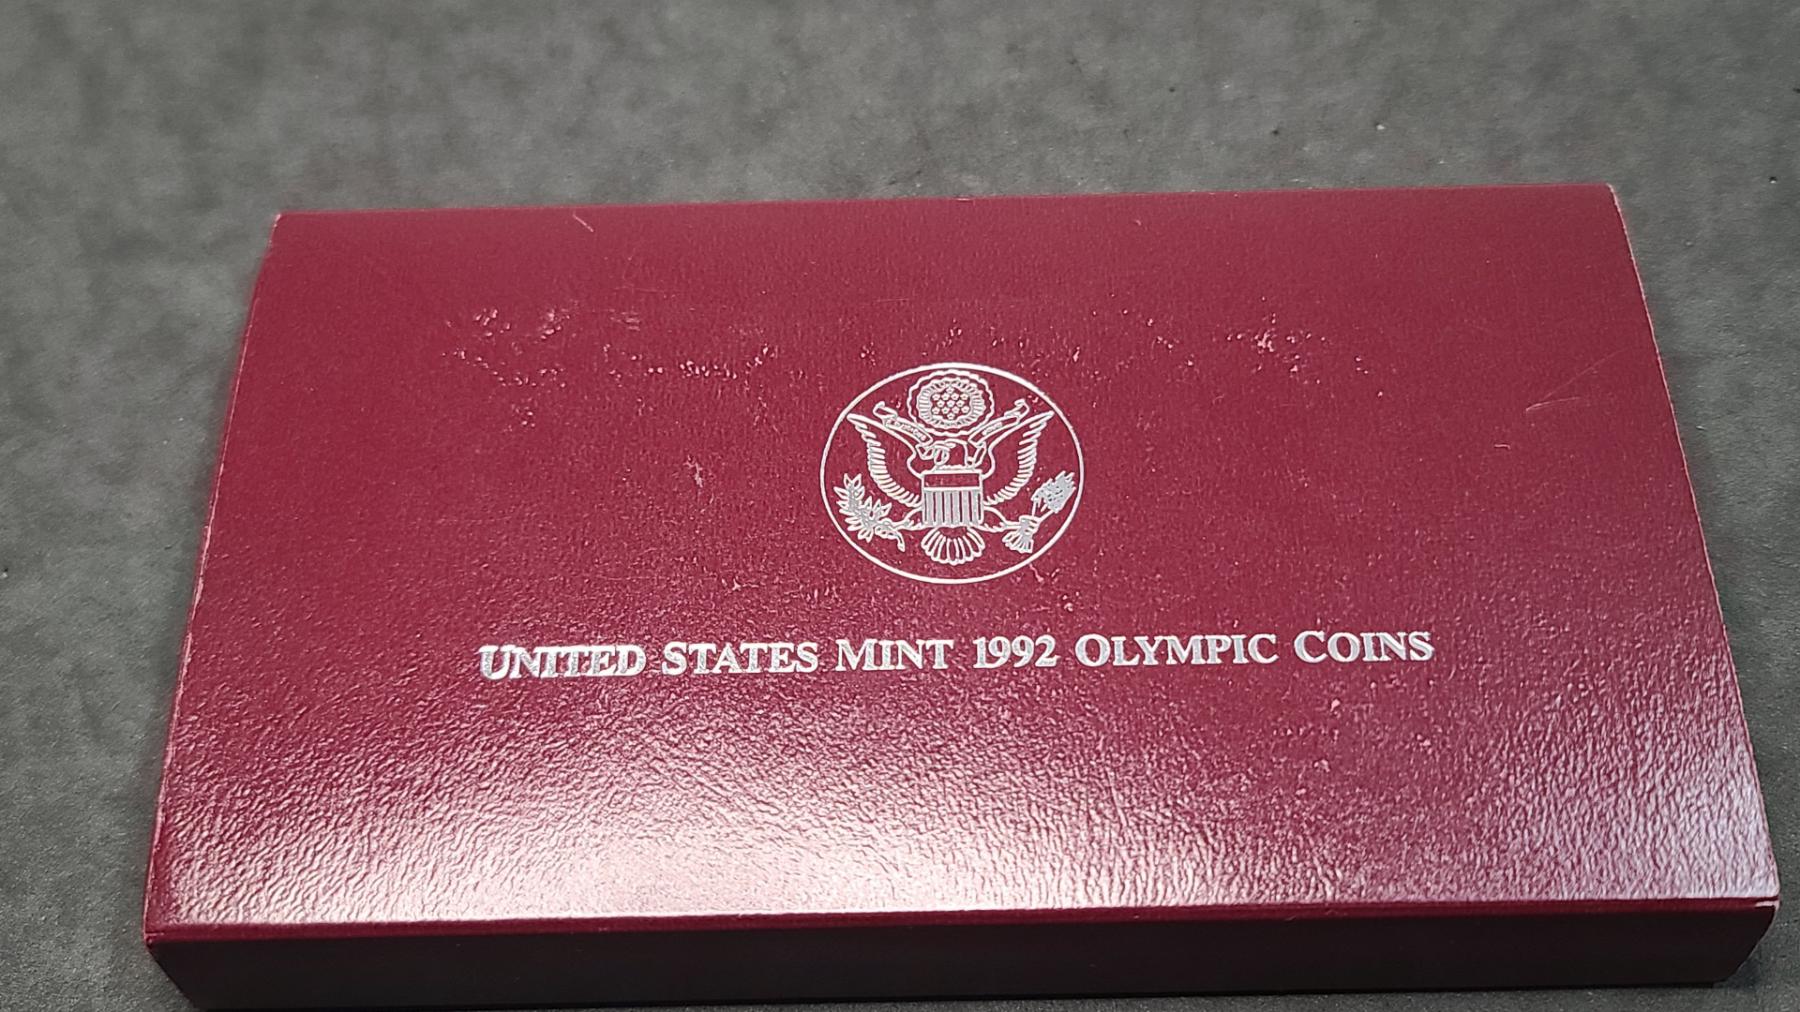 UNITED STATES MINT 1992 OLYMPIC COINS